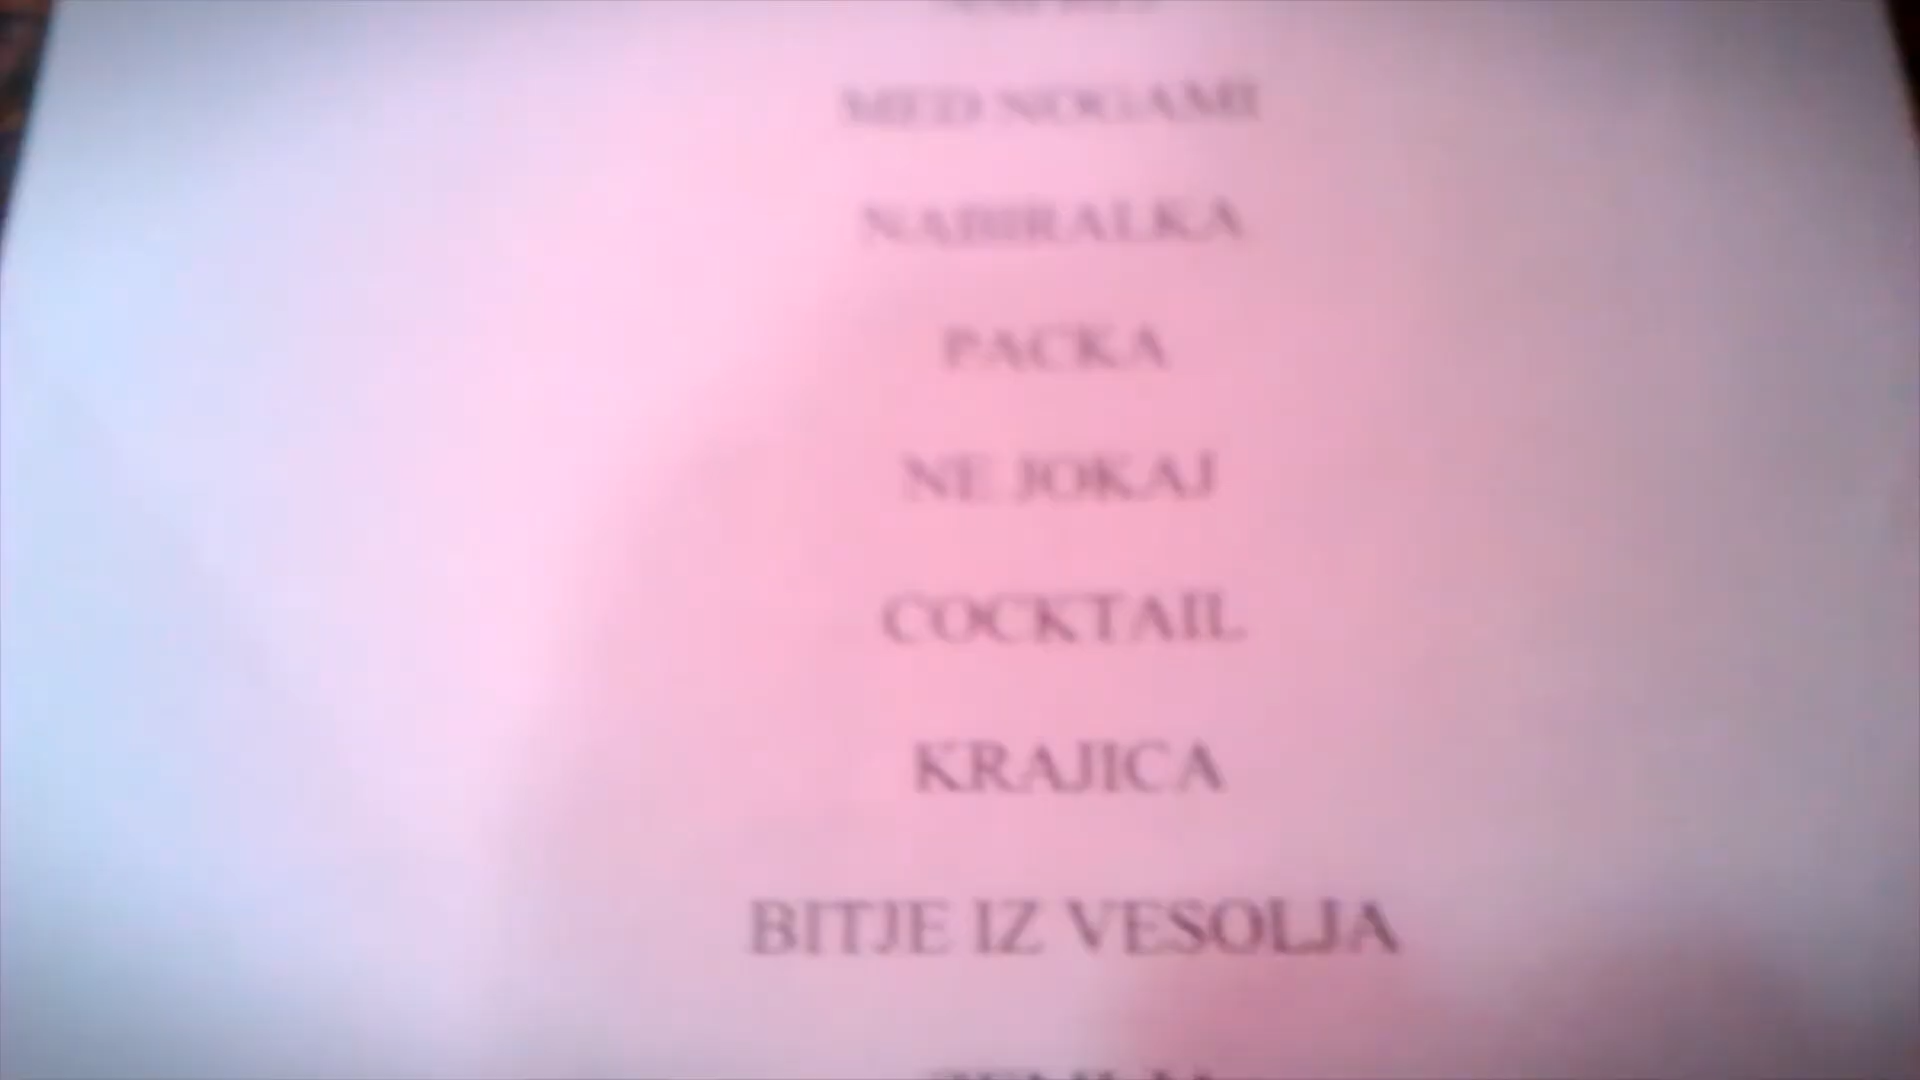 MED NOGAMI
NABIRALKA
PACKA
NE JOKAJ
COCKTAIL
KRAJICA
BITJE IZ VESOLJA